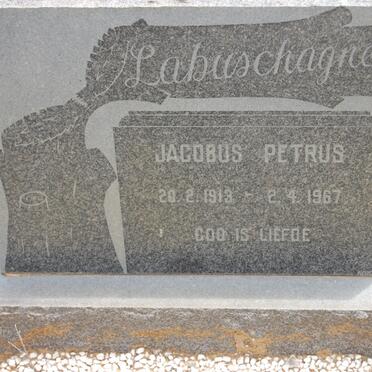 Labuschagne
JACOBUS PETRUS
20.2.1913 - 2.4.1967
GOD IS LIEFDE